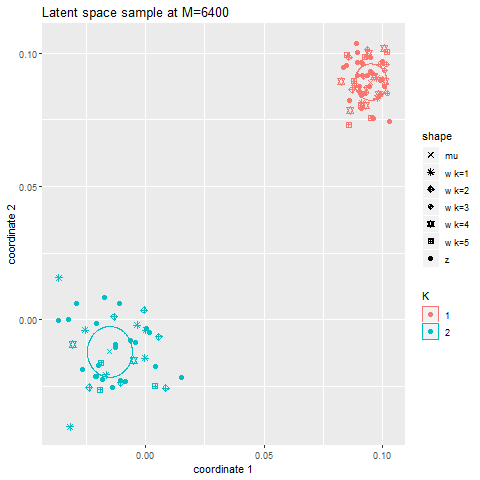 Latent space sample at M=6400
0.10
0.05
0.00
coordinate 2
0.00
0.05
0.10
coordinate 1
shape
mu
w k=1
w k=2
w k=3
w k=4
w k=5
z
K
1
2